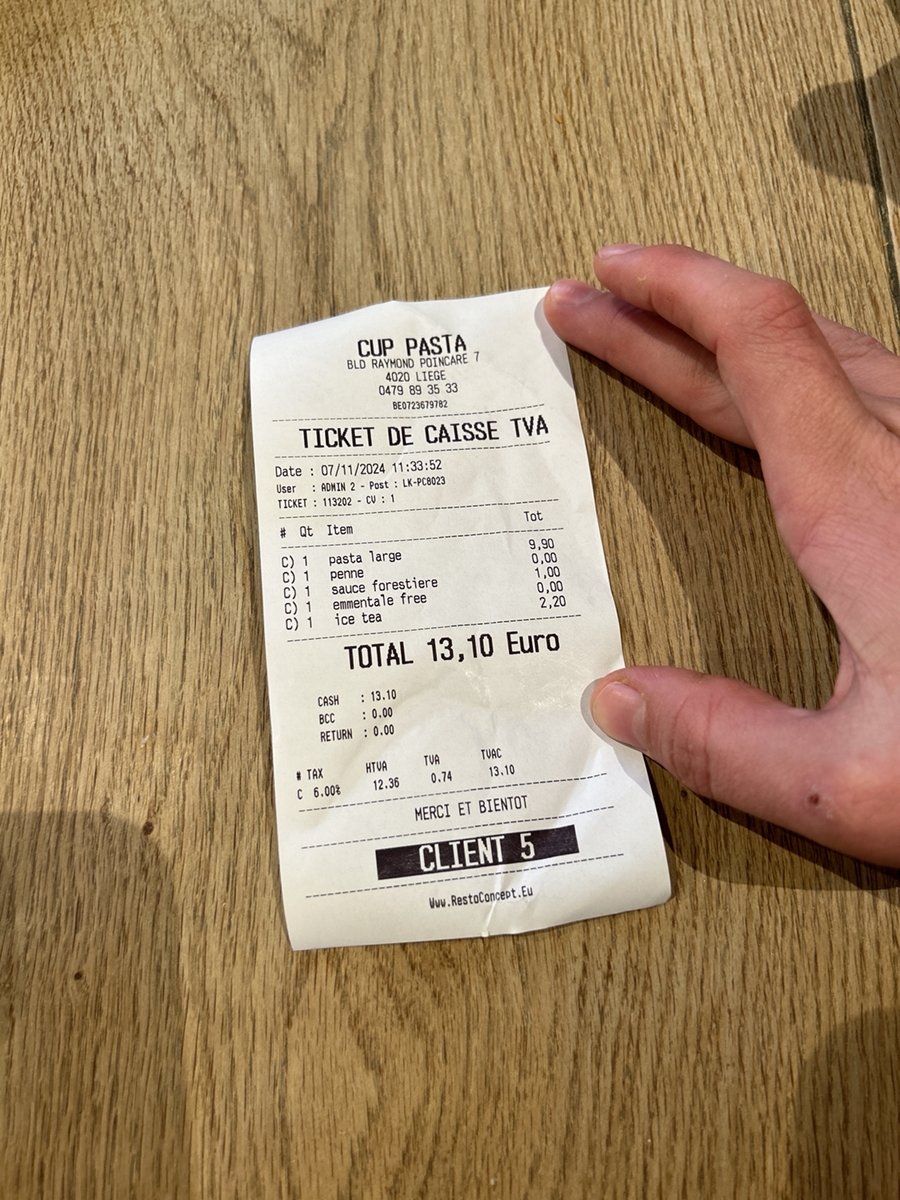 CUP PASTA
BLD RAYMOND POINCARE 7
4020 LIEGE
0479 89 35 33
BE0723679782
TICKET DE CAISSE TVA
Date : 07/11/2024 11:33:52
User : ADMIN 2 - Post : LK-PC8023
TICKET : 113202 - CU : 1
# Qt Item Tot
C) 1 pasta large 9,90
C) 1 penne 0,00
C) 1 sauce forestiere 1,00
C) 1 emmentale free 0,00
C) 1 ice tea 2,20
TOTAL 13,10 Euro
CASH : 13.10
BCC : 0.00
RETURN : 0.00
# TAX HTVA TVA TVAC
C 6.00% 12.36 0.74 13.10
MERCI ET BIENTOT
CLIENT 5
Www.RestoConcept.Eu